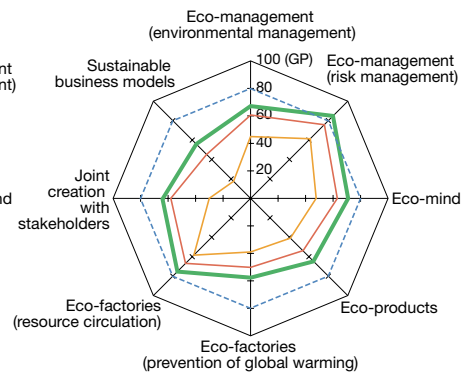 Eco-management
(environmental management)
100 (GP)
Eco-management
(risk management)
Sustainable
business models
80
60
40
20
Joint
creation
with
stakeholders
Eco-mind
Eco-factories
(resource circulation)
Eco-products
Eco-factories
(prevention of global warming)